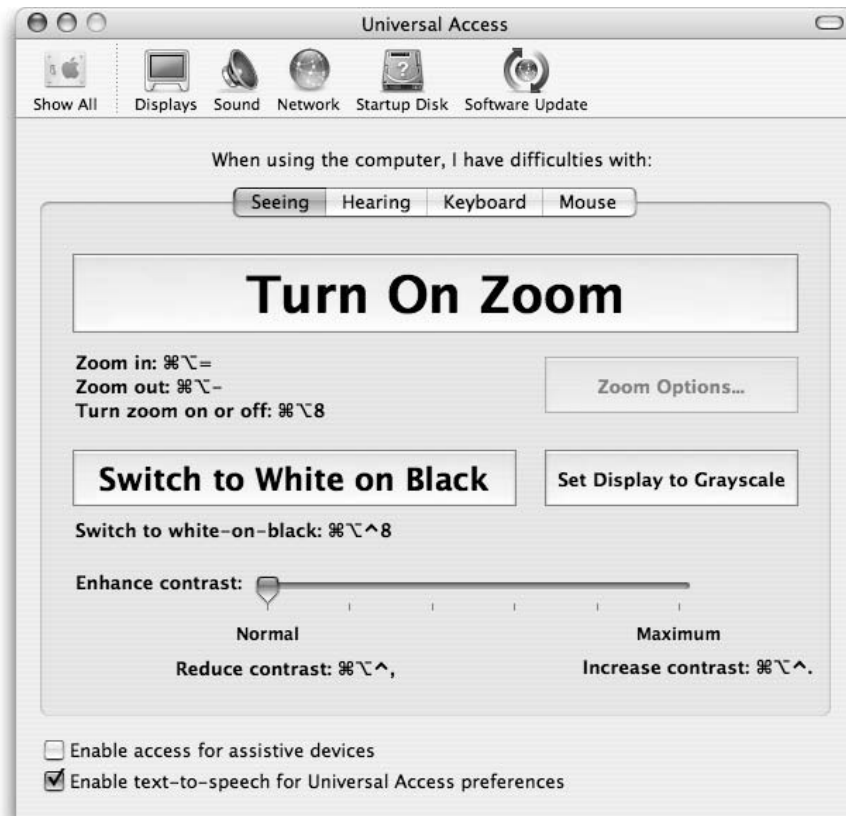 Universal Access
Show All Displays Sound Network Startup Disk Software Update
When using the computer, I have difficulties with:
Seeing Hearing Keyboard Mouse
Turn On Zoom
Zoom in: ⌘⌥=
Zoom out: ⌘⌥-
Turn zoom on or off: ⌘⌥8
Zoom Options...
Switch to White on Black
Set Display to Grayscale
Switch to white-on-black: ⌘⌥^8
Enhance contrast:
Normal Maximum
Reduce contrast: ⌘⌥^, Increase contrast: ⌘⌥^.
Enable access for assistive devices
Enable text-to-speech for Universal Access preferences